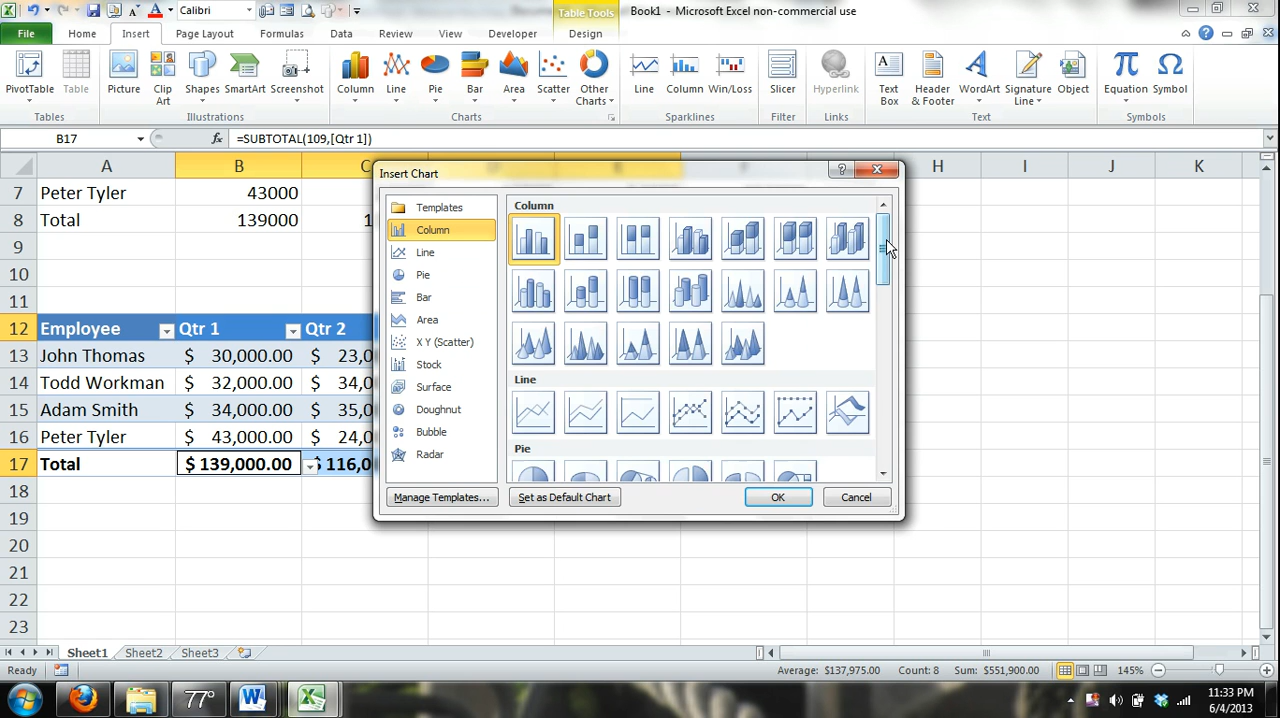 Calibri
Table Tools
Book1 - Microsoft Excel non-commercial use
File Home Insert Page Layout Formulas Data Review View Developer Design
PivotTable Table Picture Clip Art Shapes SmartArt Screenshot Column Line Pie Bar Area Scatter Other Charts Line Column Win/Loss Slicer Hyperlink Text Box Header & Footer WordArt Signature Line Object Equation Symbol
Tables Illustrations Charts Sparklines Filter Links Text Symbols
B17 fx =SUBTOTAL(109,[Qtr 1])
A B C H I J K
7 Peter Tyler 43000
8 Total 139000 1
9
10
11
12 Employee Qtr 1 Qtr 2
13 John Thomas $ 30,000.00 $ 23,0
14 Todd Workman $ 32,000.00 $ 34,0
15 Adam Smith $ 34,000.00 $ 35,0
16 Peter Tyler $ 43,000.00 $ 24,0
17 Total $ 139,000.00 $ 116,0
18
19
20
21
22
23
Insert Chart
?
Templates
Column
Line
Pie
Bar
Area
X Y (Scatter)
Stock
Surface
Doughnut
Bubble
Radar
Column
Line
Pie
Manage Templates... Set as Default Chart OK Cancel
Sheet1 Sheet2 Sheet3
Ready Average: $137,975.00 Count: 8 Sum: $551,900.00 145%
77°
11:33 PM
6/4/2013